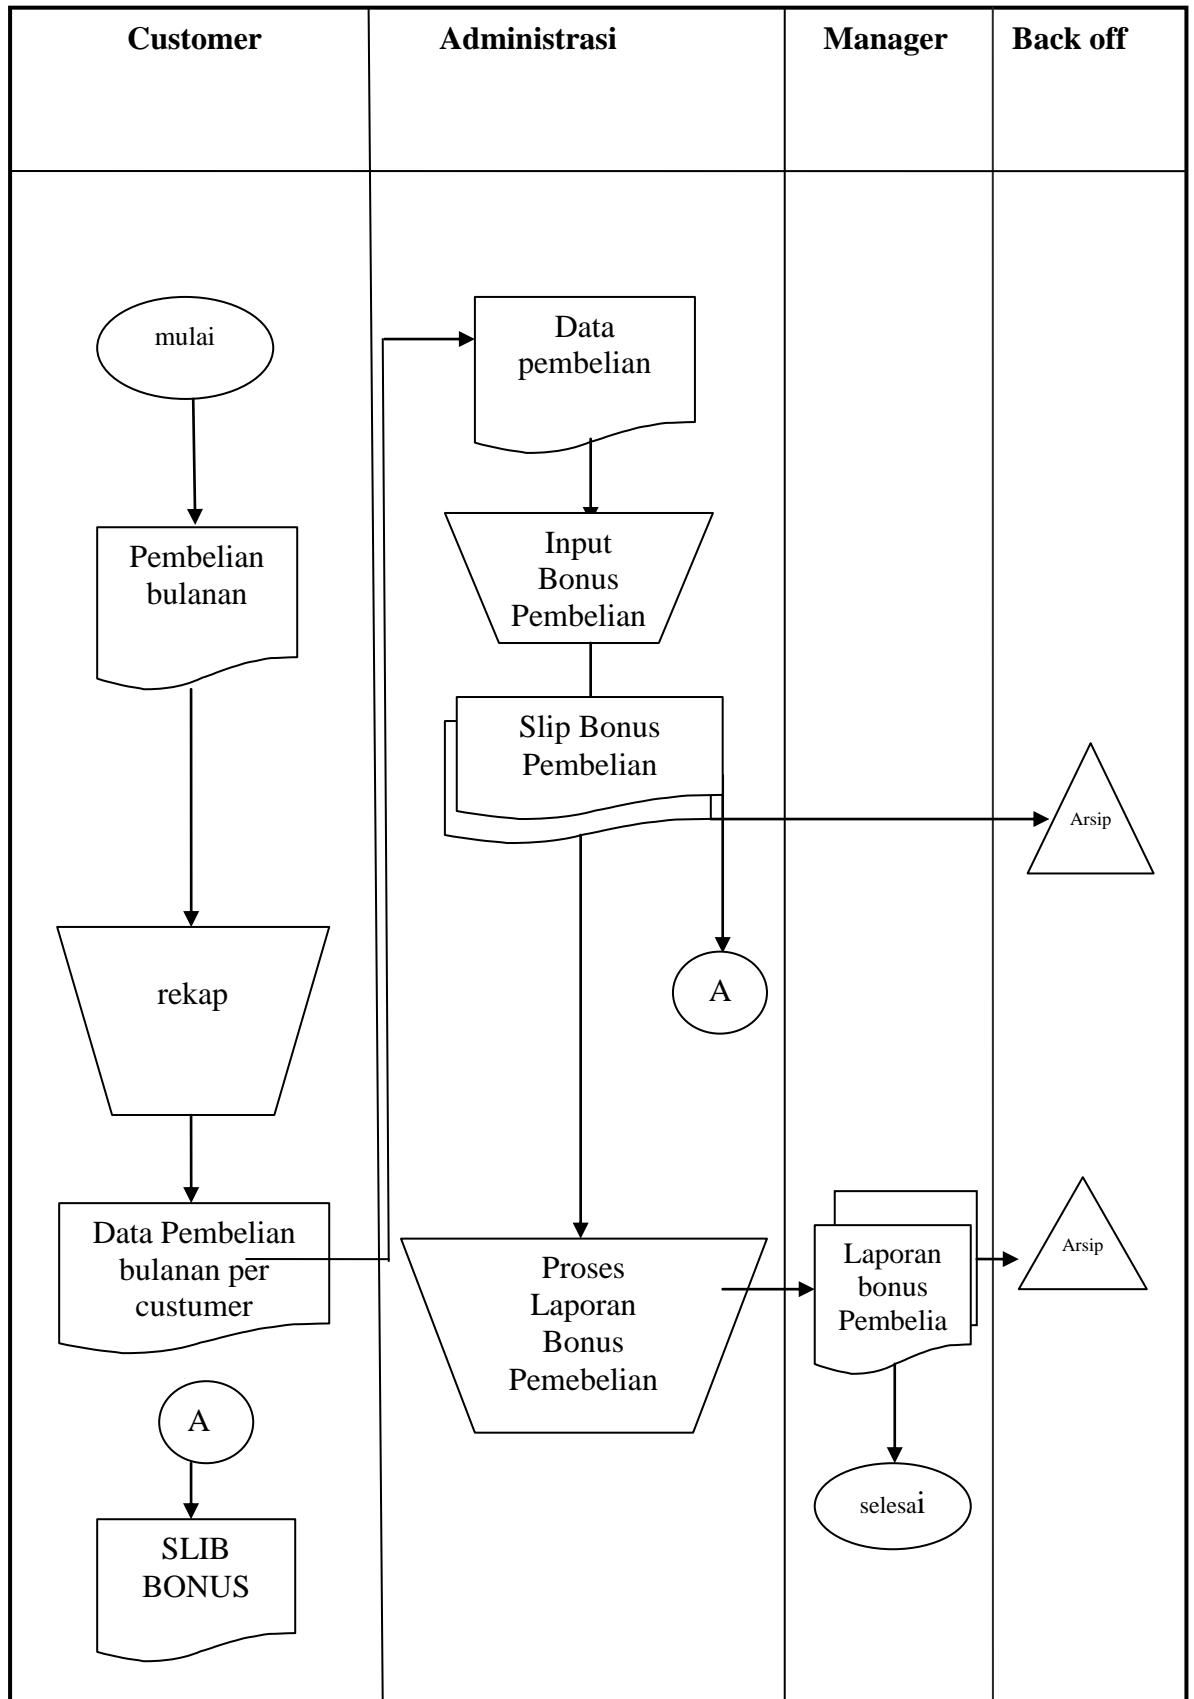 Customer
Administrasi
Manager
Back off
mulai
Pembelian
bulanan
rekap
Data Pembelian
bulanan per
custumer
A
SLIB
BONUS
Data
pembelian
Input
Bonus
Pembelian
Slip Bonus
Pembelian
A
Proses
Laporan
Bonus
Pemebelian
Laporan
bonus
Pembelia
selesai
Arsip
Arsip